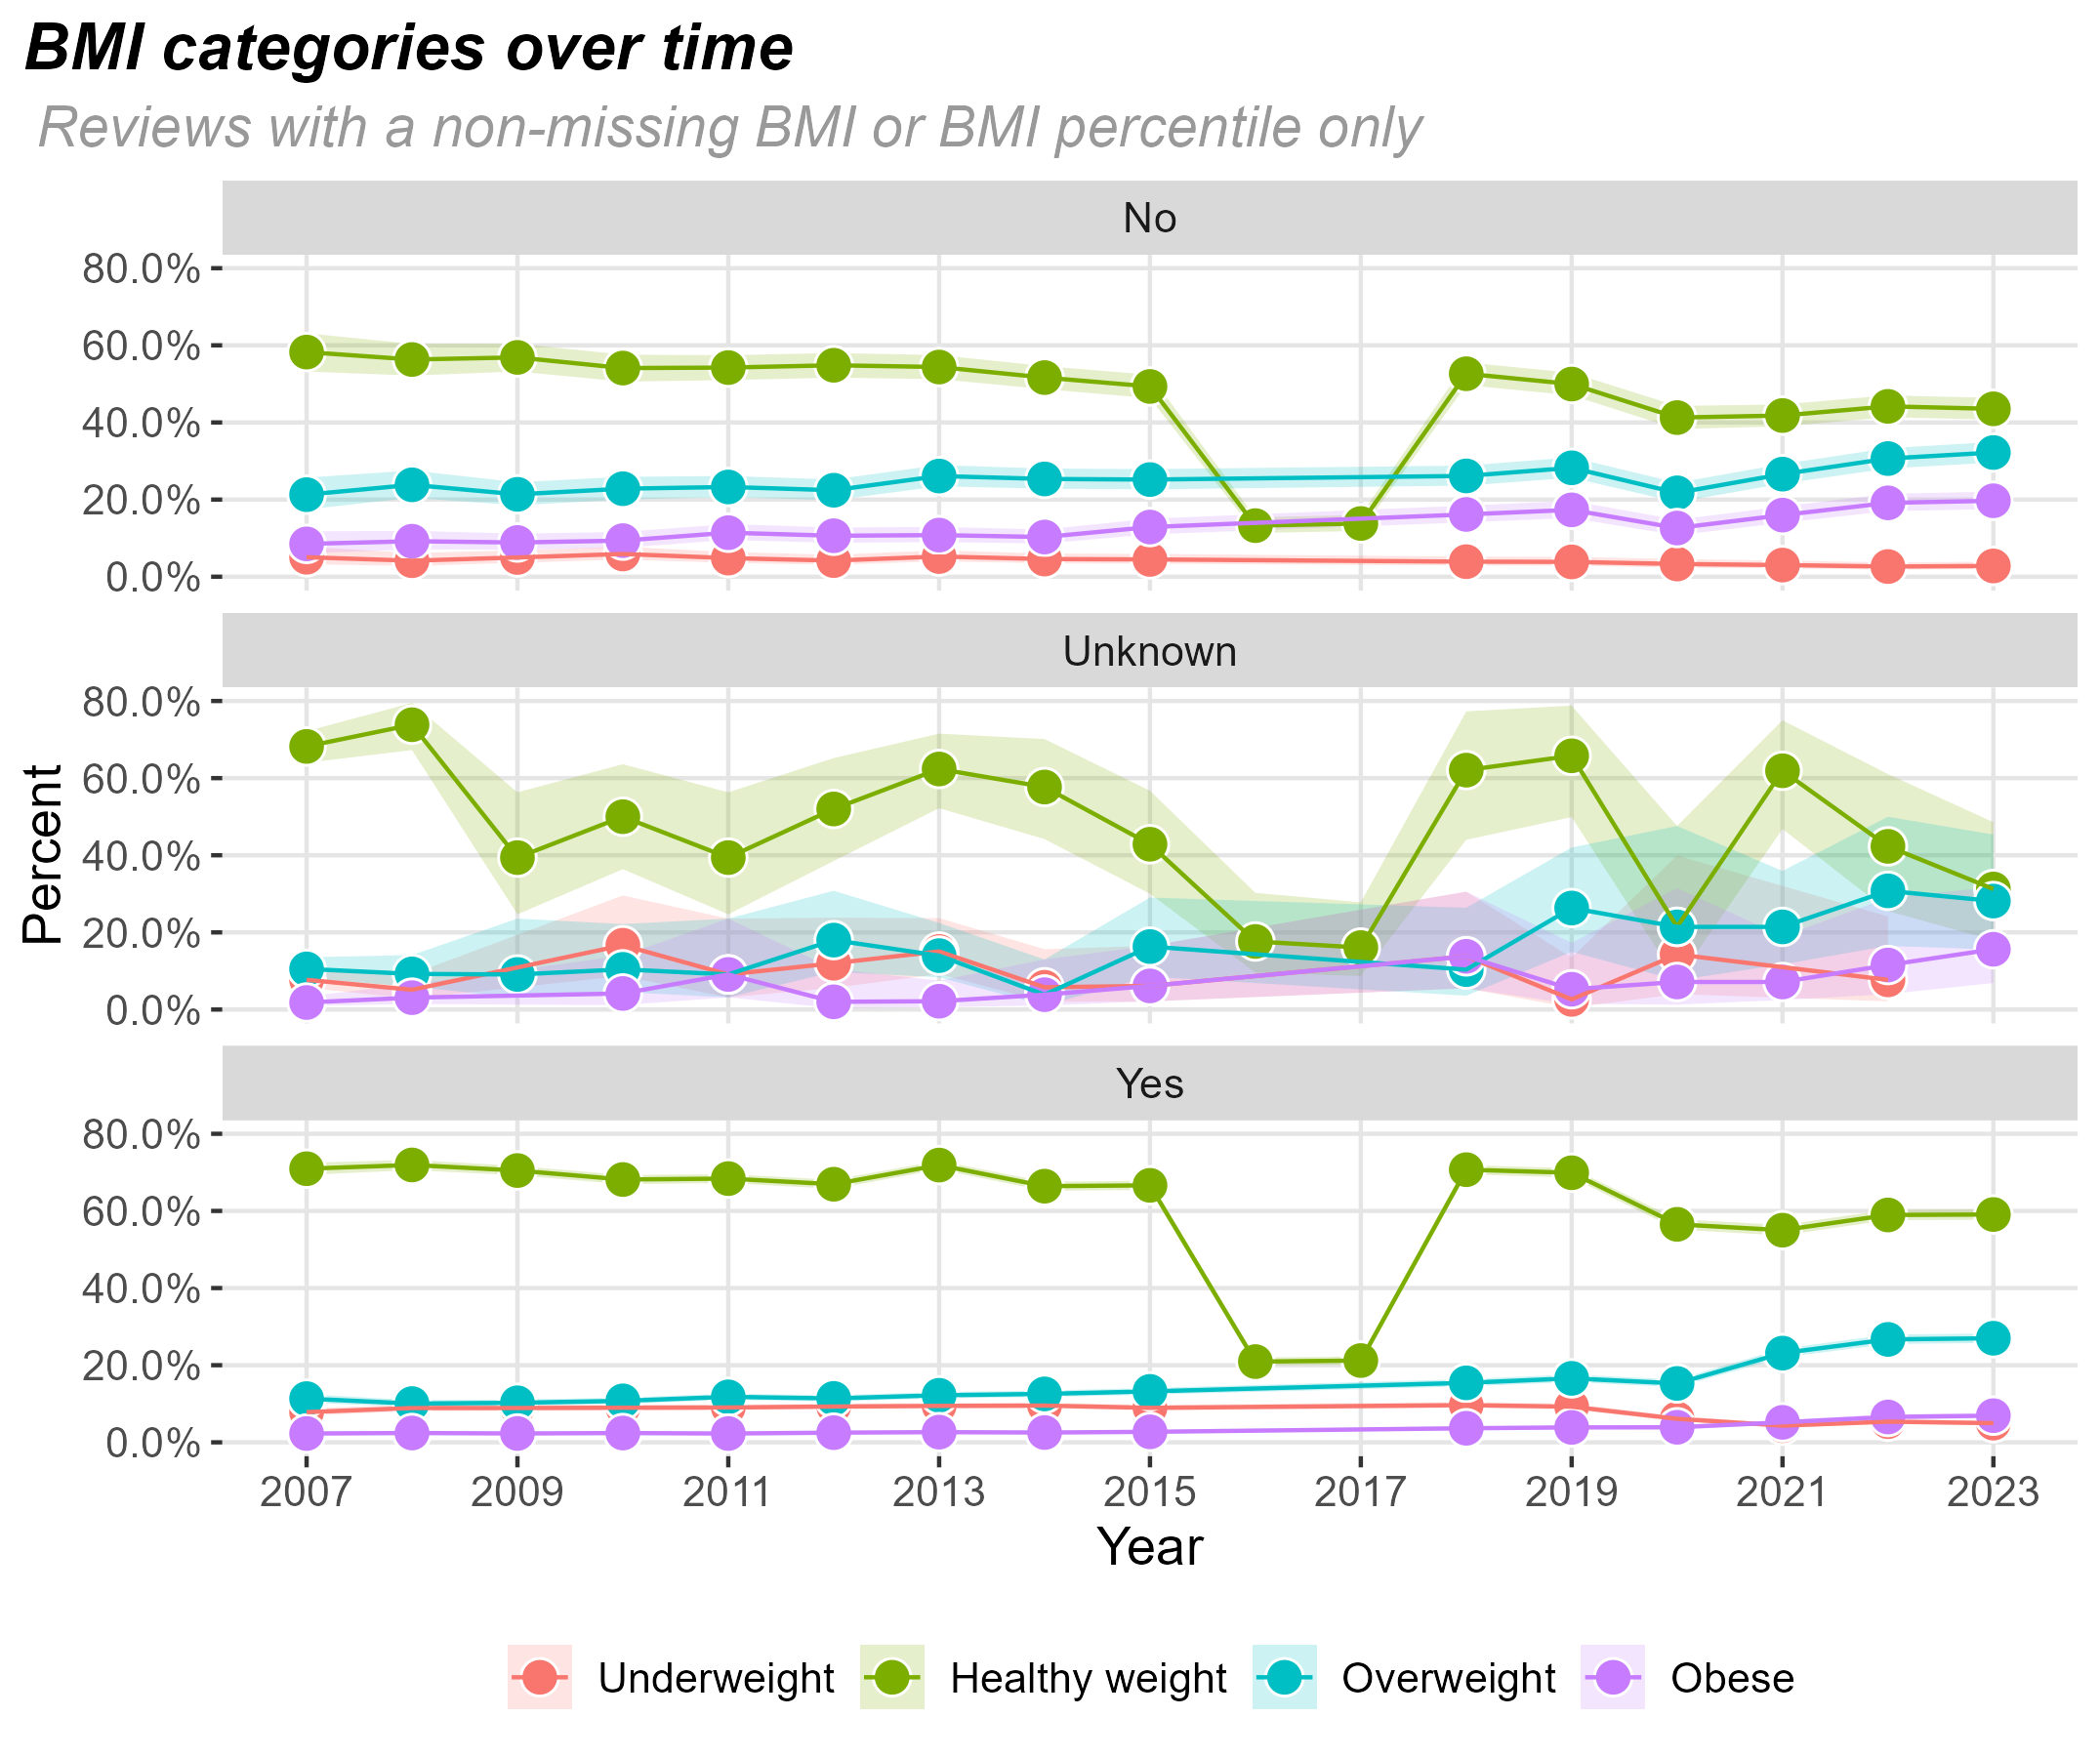 BMI categories over time
Reviews with a non-missing BMI or BMI percentile only
No
80.0%
60.0%
40.0%
20.0%
0.0%
Unknown
80.0%
60.0%
40.0%
20.0%
0.0%
Percent
Yes
80.0%
60.0%
40.0%
20.0%
0.0%
2007 2009 2011 2013 2015 2017 2019 2021 2023
Year
Underweight Healthy weight Overweight Obese